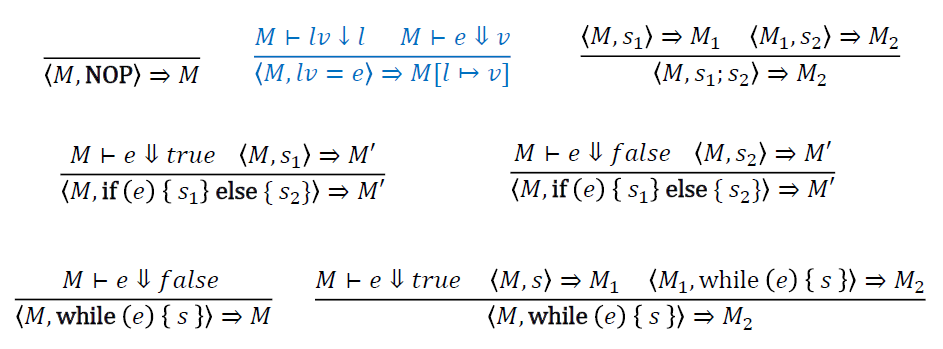 M ⊢ lv ↓ l M ⊢ e ⇓ v ⟨M, s₁⟩ ⇒ M₁ ⟨M₁, s₂⟩ ⇒ M₂
⟨M, NOP⟩ ⇒ M ⟨M, lv = e⟩ ⇒ M[l ↦ v] ⟨M, s₁; s₂⟩ ⇒ M₂
M ⊢ e ⇓ true ⟨M, s₁⟩ ⇒ M′ M ⊢ e ⇓ false ⟨M, s₂⟩ ⇒ M′
⟨M, if (e) { s₁} else { s₂}⟩ ⇒ M′ ⟨M, if (e) { s₁} else { s₂}⟩ ⇒ M′
M ⊢ e ⇓ false M ⊢ e ⇓ true ⟨M, s⟩ ⇒ M₁ ⟨M₁, while (e) { s }⟩ ⇒ M₂
⟨M, while (e) { s }⟩ ⇒ M ⟨M, while (e) { s }⟩ ⇒ M₂